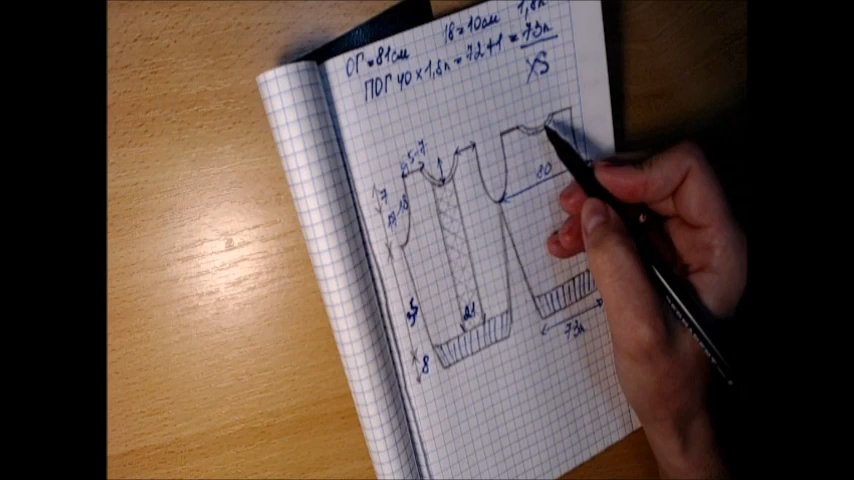 ОГ=81см 18=10см 1,8п
ПОГ 40×1,8п=72+1=73п
XS
7
80
21
73п
8